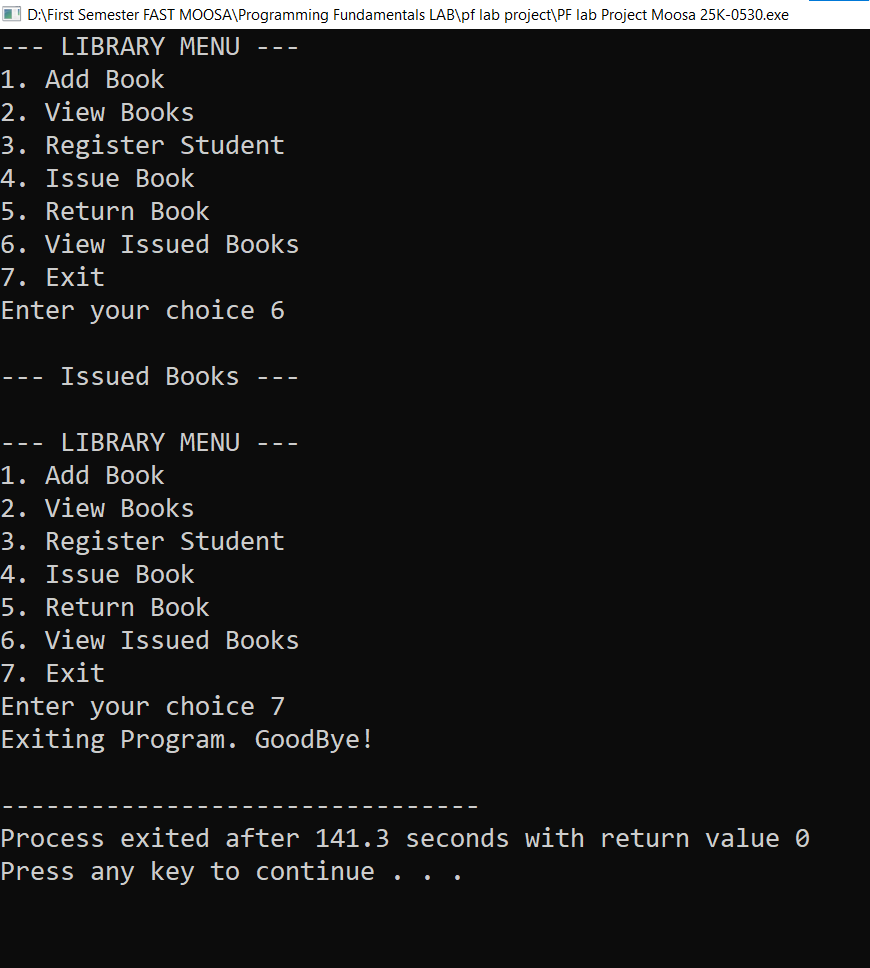 D:\First Semester FAST MOOSA\Programming Fundamentals LAB\pf lab project\PF lab Project Moosa 25K-0530.exe
--- LIBRARY MENU ---
1. Add Book
2. View Books
3. Register Student
4. Issue Book
5. Return Book
6. View Issued Books
7. Exit
Enter your choice 6
--- Issued Books ---
--- LIBRARY MENU ---
1. Add Book
2. View Books
3. Register Student
4. Issue Book
5. Return Book
6. View Issued Books
7. Exit
Enter your choice 7
Exiting Program. GoodBye!
--------------------------------
Process exited after 141.3 seconds with return value 0
Press any key to continue . . .